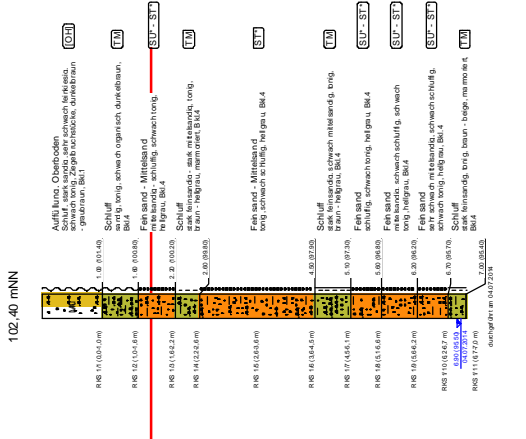 102,40 mNN
Auffüllung, Oberboden
Schluff, stark sandig, sehr schwach feinkiesig,
schwach tonig, Ziegelbruchstücke, dunkelbraun
- graubraun, Bkl.1
[OH]
1.00 (101.40)
RKS 1/1 (0,0-1,0 m)
Schluff
sandig, tonig, schwach organisch, dunkelbraun,
Bkl.4
TM
1.60 (100.80)
RKS 1/2 (1,0-1,6 m)
Feinsand - Mittelsand
mittelsandig - schluffig, schwach tonig,
hellgrau, Bkl.4
SU* - ST*
2.20 (100.20)
RKS 1/3 (1,6-2,2 m)
Schluff
stark feinsandig - stark mittelsandig, tonig,
braun - hellgrau, marmoriert, Bkl.4
TM
2.60 (99.80)
RKS 1/4 (2,2-2,6 m)
Feinsand - Mittelsand
tonig, schwach schluffig, hellgrau, Bkl.4
ST*
4.50 (97.90)
RKS 1/5 (2,6-3,6 m)
RKS 1/6 (3,6-4,5 m)
Schluff
stark feinsandig, schwach mittelsandig, tonig,
braun - hellgrau, Bkl.4
TM
5.10 (97.30)
RKS 1/7 (4,5-5,1 m)
Feinsand
schluffig, schwach tonig, hellgrau, Bkl.4
SU* - ST*
5.60 (96.80)
RKS 1/8 (5,1-5,6 m)
Feinsand
mittelsandig, schwach schluffig, schwach
tonig, hellgrau, Bkl.4
SU* - ST*
6.20 (96.20)
RKS 1/9 (5,6-6,2 m)
Feinsand
sehr schwach mittelsandig, schwach schluffig,
schwach tonig, hellgrau, Bkl.4
SU* - ST*
6.70 (95.70)
RKS 1/10 (6,2-6,7 m)
Schluff
stark feinsandig, tonig, braun - beige, marmoriert,
Bkl.4
TM
7.00 (95.40)
RKS 1/11 (6,7-7,0 m)
6.90 (95.50)
04.07.2014
durchgeführt am 04.07.2014